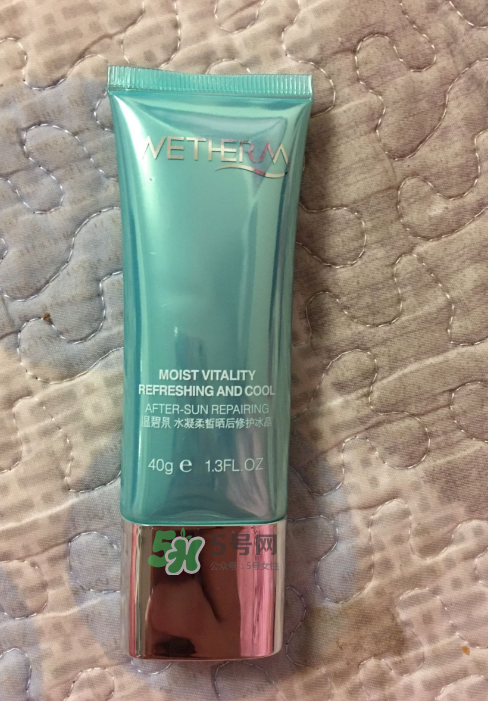 WETHERM
MOIST VITALITY
REFRESHING AND COOL
AFTER-SUN REPAIRING
温碧泉 水凝柔皙晒后修护冰晶
40g e 1.3FL.OZ
5号网